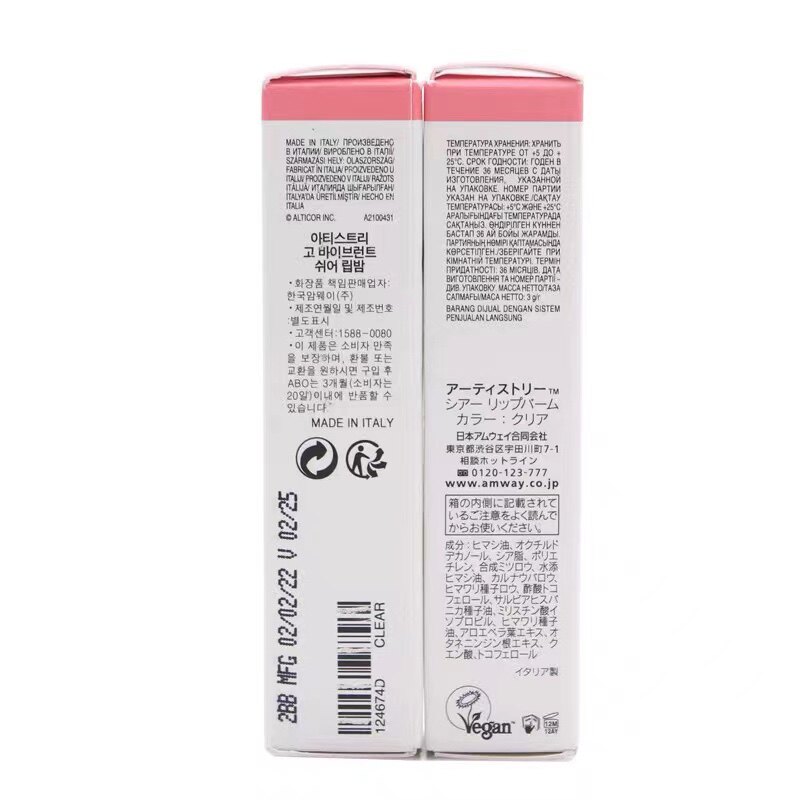 MADE IN ITALY/ ПРОИЗВЕДЕНО
В ИТАЛИИ/ ВИРОБЛЕНО В ІТАЛІЇ/
SZÁRMAZÁSI HELY: OLASZORSZÁG/
FABRICAT ÎN ITALIA/ PROIZVEDENO V
ITALIJI/ PROIZVEDENO V ITALIJI/ RAŽOTS
ITĀLIJĀ/ ИТАЛИЯДА ШЫҒАРЫЛҒАН/
ITALYA'DA ÜRETİLMİŞTİR/ HECHO EN
ITALIA
© ALTICOR INC. A2100431
아티스트리
고 바이브런트
쉬어 립밤
・화장품 책임판매업자:
한국암웨이(주)
・제조연월일 및 제조번호
:별도표시
・고객센터:1588-0080
・이 제품은 소비자 만족
을 보장하며, 환불 또는
교환을 원하시면 구입 후
ABO는 3개월(소비자는
20일)이내에 반품할 수
있습니다.
MADE IN ITALY
2BB MFG 02/02/22 V 02/25
124674D CLEAR
ТЕМПЕРАТУРА ХРАНЕНИЯ: ХРАНИТЬ
ПРИ ТЕМПЕРАТУРЕ ОТ +5 ДО +
25°C. СРОК ГОДНОСТИ: ГОДЕН В
ТЕЧЕНИЕ 36 МЕСЯЦЕВ С ДАТЫ
ИЗГОТОВЛЕНИЯ, УКАЗАННОЙ
НА УПАКОВКЕ. НОМЕР ПАРТИИ
УКАЗАН НА УПАКОВКЕ./САҚТАУ
ТЕМПЕРАТУРАСЫ: +5°C ЖӘНЕ +25°C
АРАЛЫҒЫНДАҒЫ ТЕМПЕРАТУРАДА
САҚТАҢЫЗ. ӨНДІРІЛГЕН КҮННЕН
БАСТАП 36 АЙ БОЙЫ ЖАРАМДЫ.
ПАРТИЯНЫҢ НӨМІРІ ҚАПТАМАСЫНДА
КӨРСЕТІЛГЕН./ЗБЕРІГАЙТЕ ПРИ
КІМНАТНІЙ ТЕМПЕРАТУРІ. ТЕРМІН
ПРИДАТНОСТІ: 36 МІСЯЦІВ. ДАТА
ВИГОТОВЛЕННЯ ТА НОМЕР ПАРТІЇ -
ДИВ. УПАКОВКУ. МАССА НЕТТО/ТАЗА
САЛМАҒЫ/МАСА НЕТТО: 3 g/г
BARANG DIJUAL DENGAN SISTEM
PENJUALAN LANGSUNG
アーティストリー™
シアー リップバーム
カラー：クリア
日本アムウェイ合同会社
東京都渋谷区宇田川町7-1
相談ホットライン
0120-123-777
www.amway.co.jp
箱の内側に記載されて
いるご注意をよく読んで
からお使いください。
成分：ヒマシ油、オクチルド
デカノール、シア脂、ポリエ
チレン、合成ミツロウ、水添
ヒマシ油、カルナウバロウ、
ヒマワリ種子ロウ、酢酸トコ
フェロール、サルビアヒスパ
ニカ種子油、ミリスチン酸イ
ソプロピル、ヒマワリ種子
油、アロエベラ葉エキス、オ
タネニンジン根エキス、ク
エン酸、トコフェロール
イタリア製
Vegan™
12M
12AY